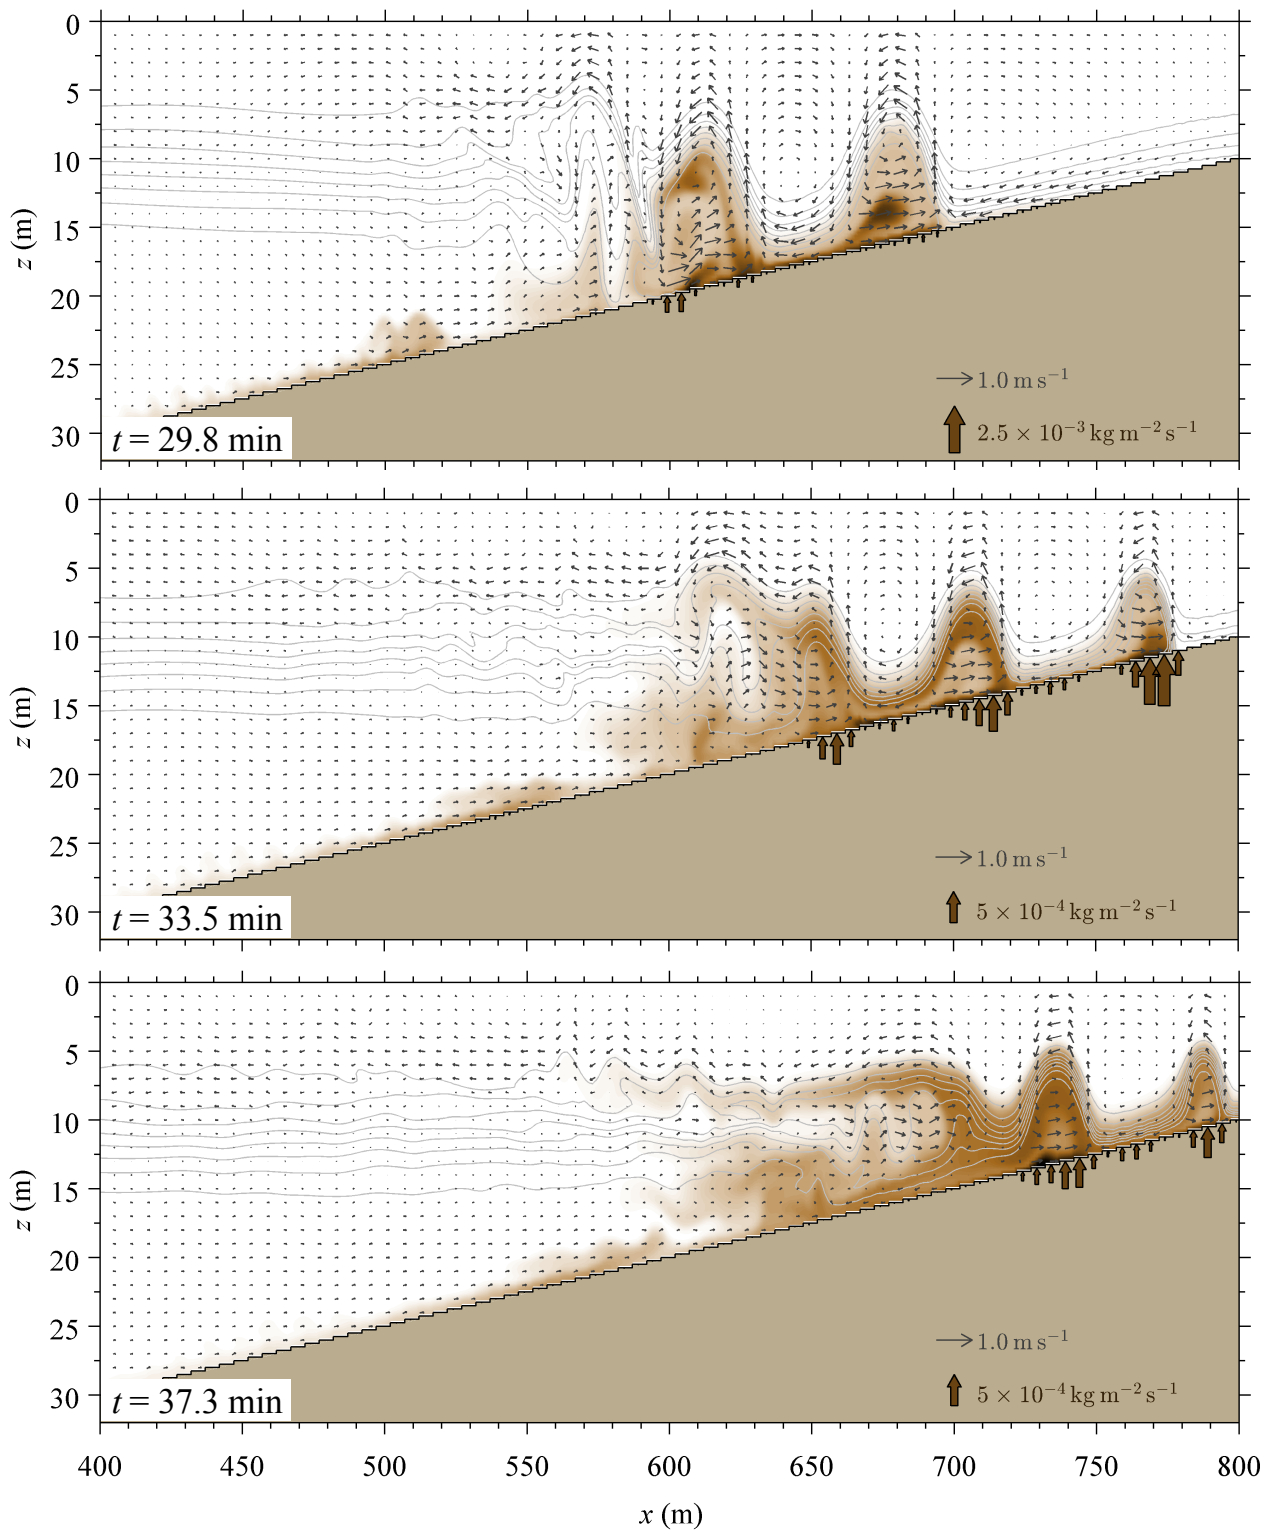 0
5
10
15
20
25
30
z (m)
1.0 m s⁻¹
2.5 × 10⁻³ kg m⁻² s⁻¹
t = 29.8 min
0
5
10
15
20
25
30
z (m)
1.0 m s⁻¹
5 × 10⁻⁴ kg m⁻² s⁻¹
t = 33.5 min
0
5
10
15
20
25
30
z (m)
1.0 m s⁻¹
5 × 10⁻⁴ kg m⁻² s⁻¹
t = 37.3 min
400 450 500 550 600 650 700 750 800
x (m)